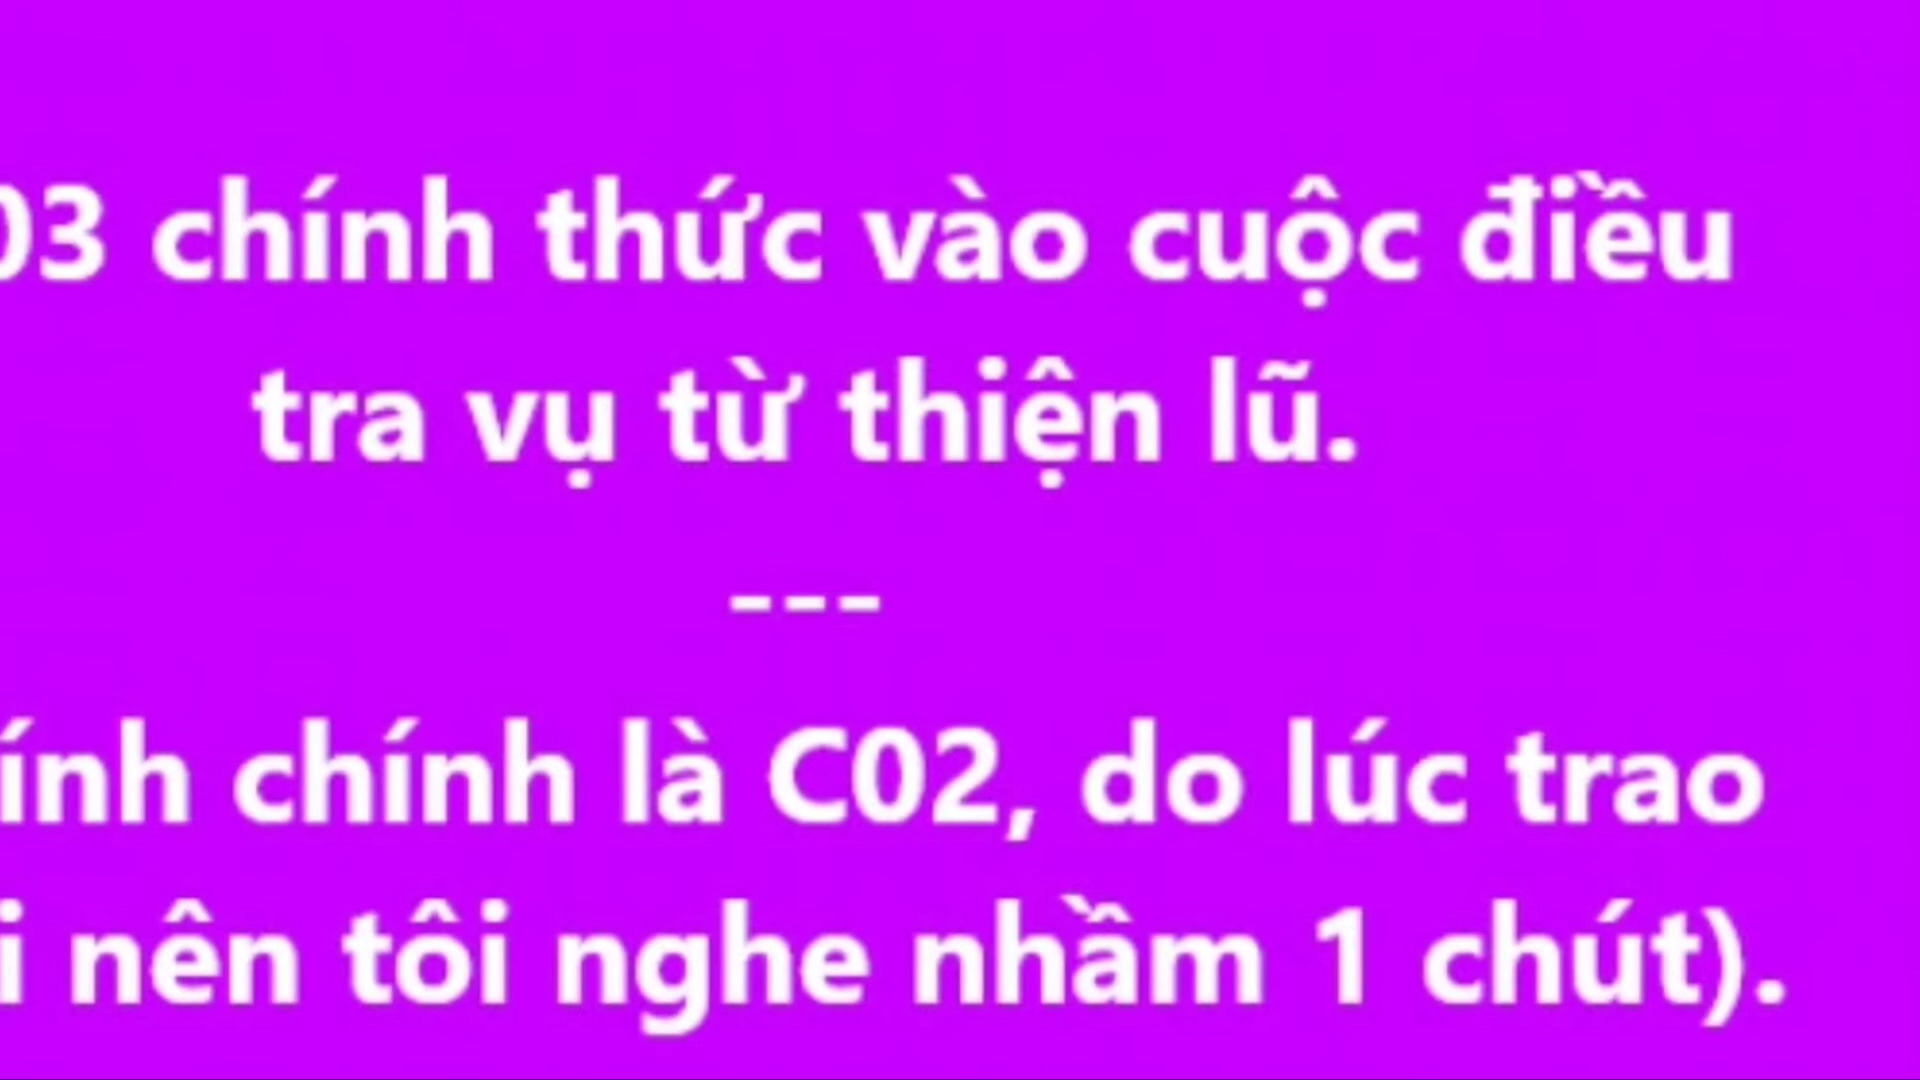 03 chính thức vào cuộc điều
tra vụ từ thiện lũ.
---
ính chính là C02, do lúc trao
i nên tôi nghe nhầm 1 chút).